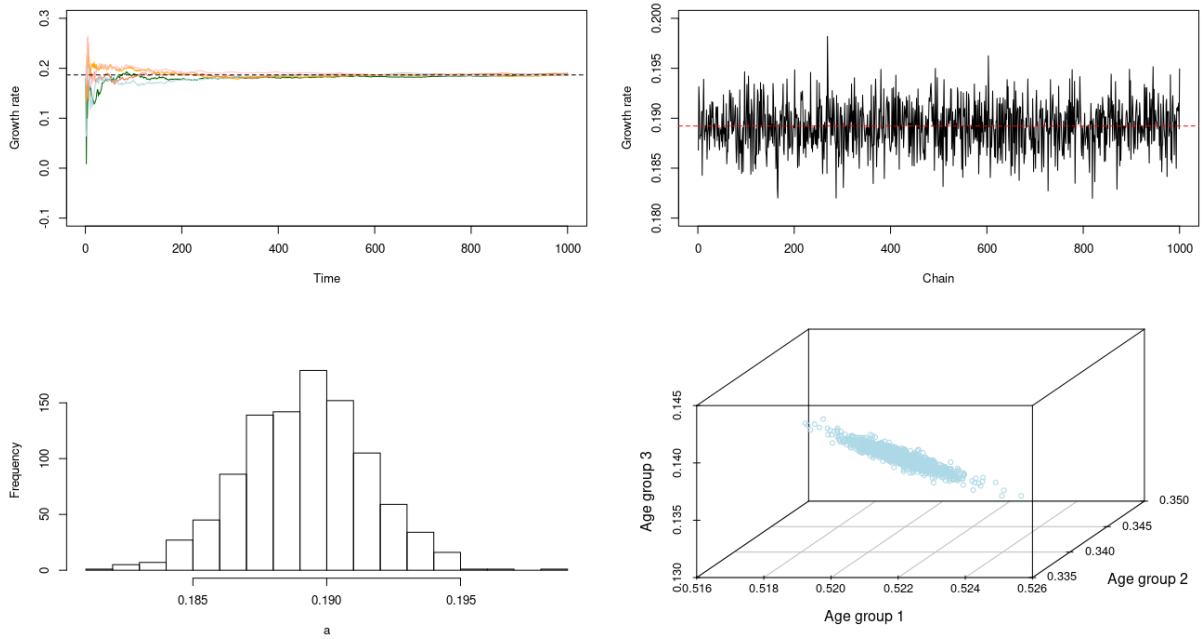 Growth rate
-0.1 0.0 0.1 0.2 0.3
0 200 400 600 800 1000
Time
Growth rate
0.180 0.185 0.190 0.195 0.200
0 200 400 600 800 1000
Chain
Frequency
0 50 100 150
0.185 0.190 0.195
a
Age group 3
0.130 0.135 0.140 0.145
0.516 0.518 0.520 0.522 0.524 0.526
Age group 1
0.335 0.340 0.345 0.350
Age group 2